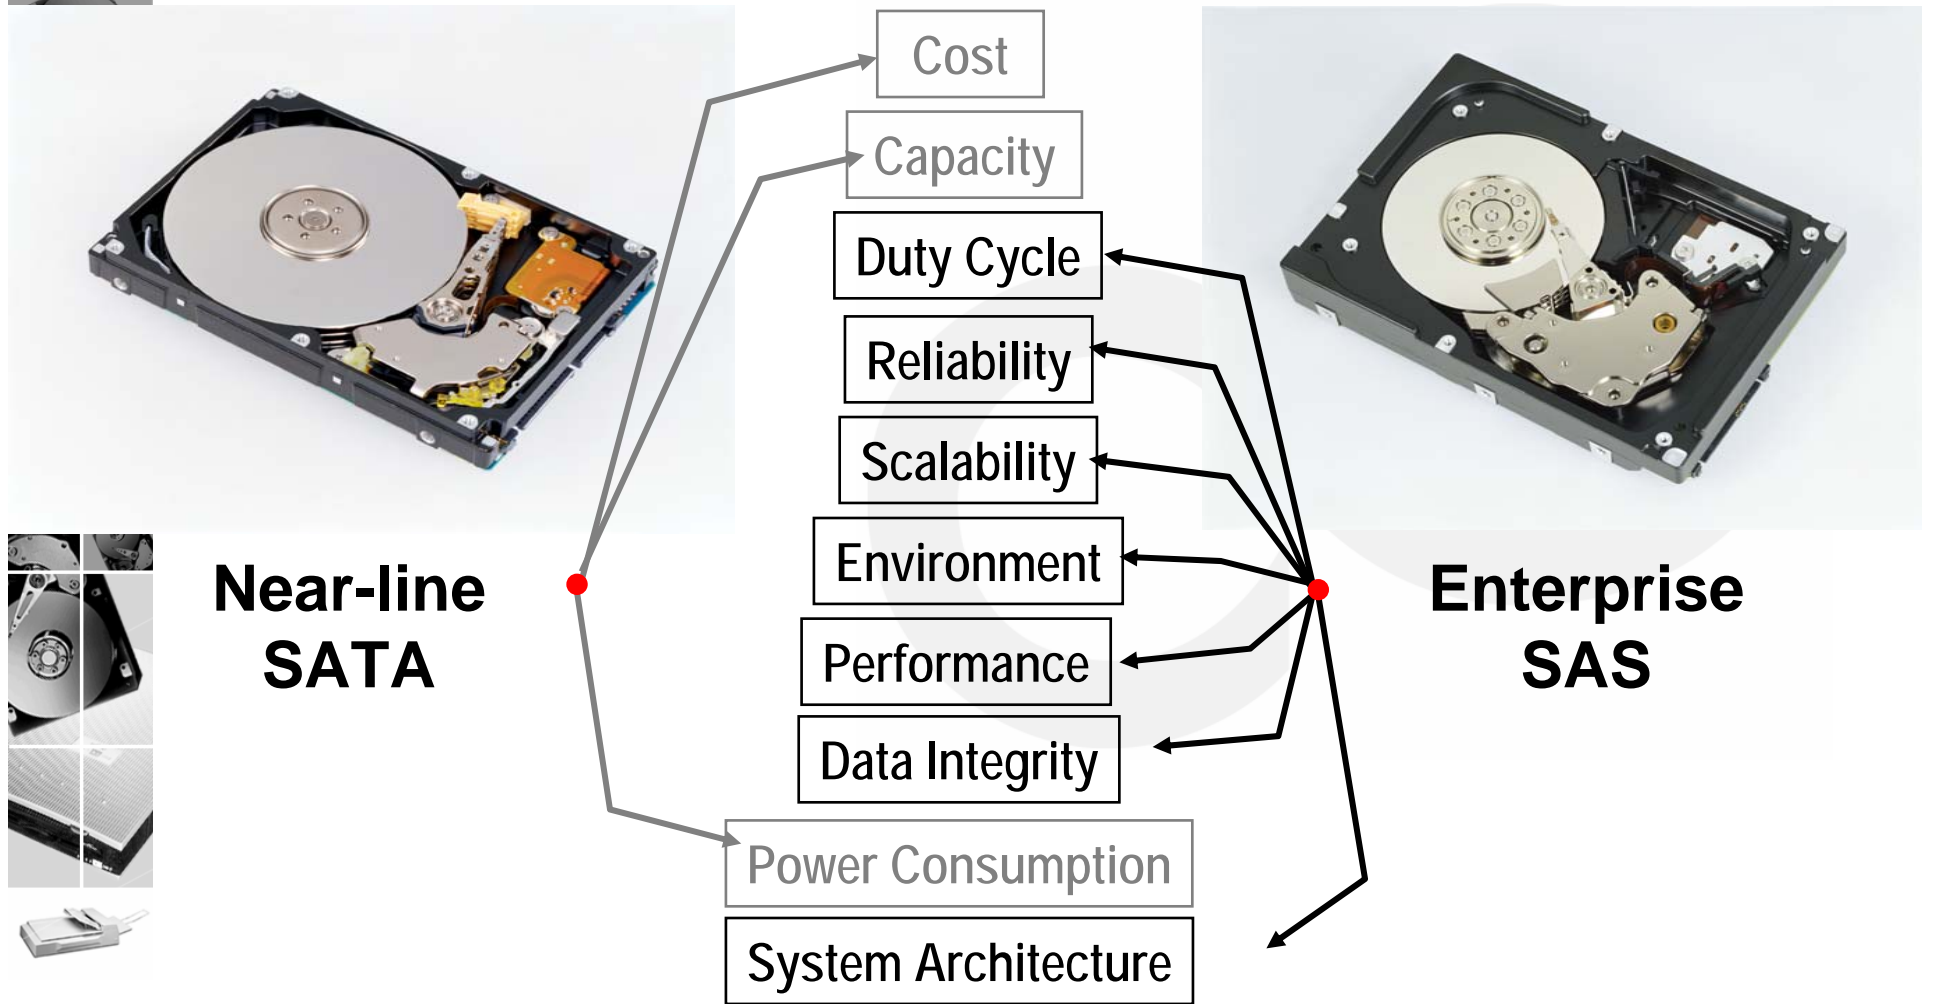 Cost
Capacity
Duty Cycle
Reliability
Scalability
Environment
Performance
Data Integrity
Power Consumption
System Architecture
Near-line
SATA
Enterprise
SAS